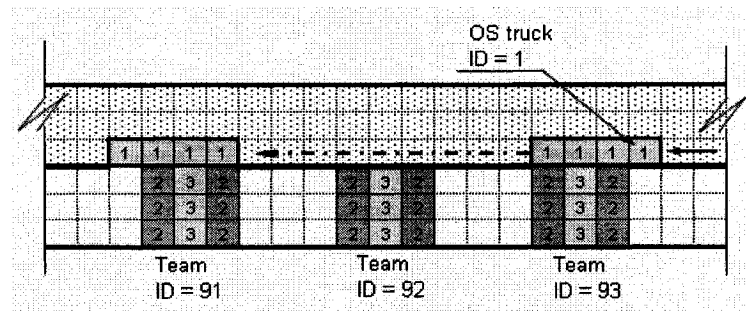 OS truck
ID = 1
1 1 1 1 1 1 1 1
2 3 2 2 3 2 2 3 2
2 3 2 2 3 2 2 3 2
2 3 2 2 3 2 2 3 2
Team Team Team
ID = 91 ID = 92 ID = 93